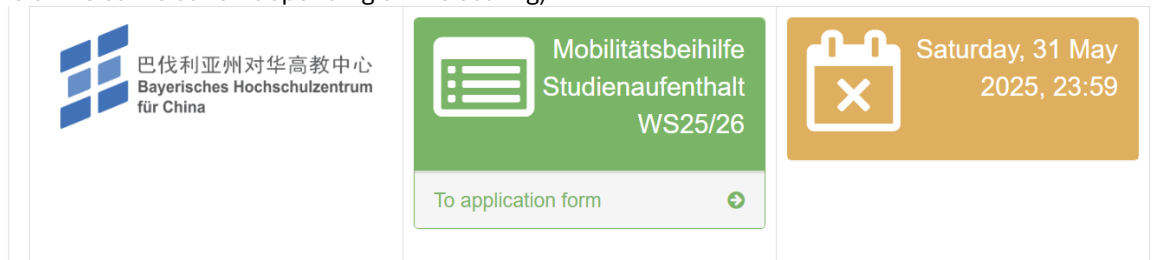 巴伐利亚州对华高教中心
Bayerisches Hochschulzentrum
für China
Mobilitätsbeihilfe
Studienaufenthalt
WS25/26
To application form
Saturday, 31 May
2025, 23:59